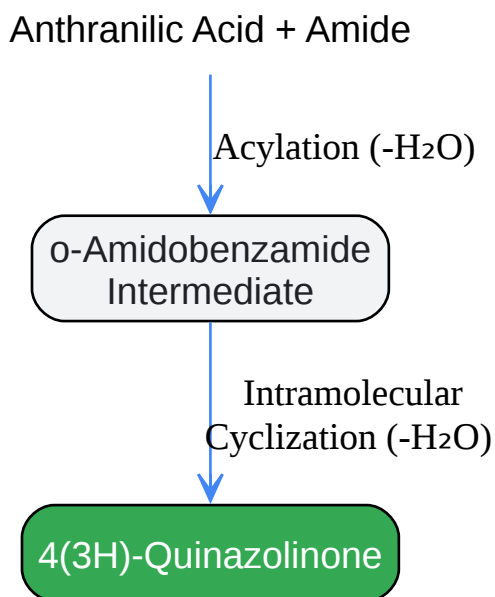 Anthranilic Acid + Amide
Acylation (-H₂O)
o-Amidobenzamide
Intermediate
Intramolecular
Cyclization (-H₂O)
4(3H)-Quinazolinone